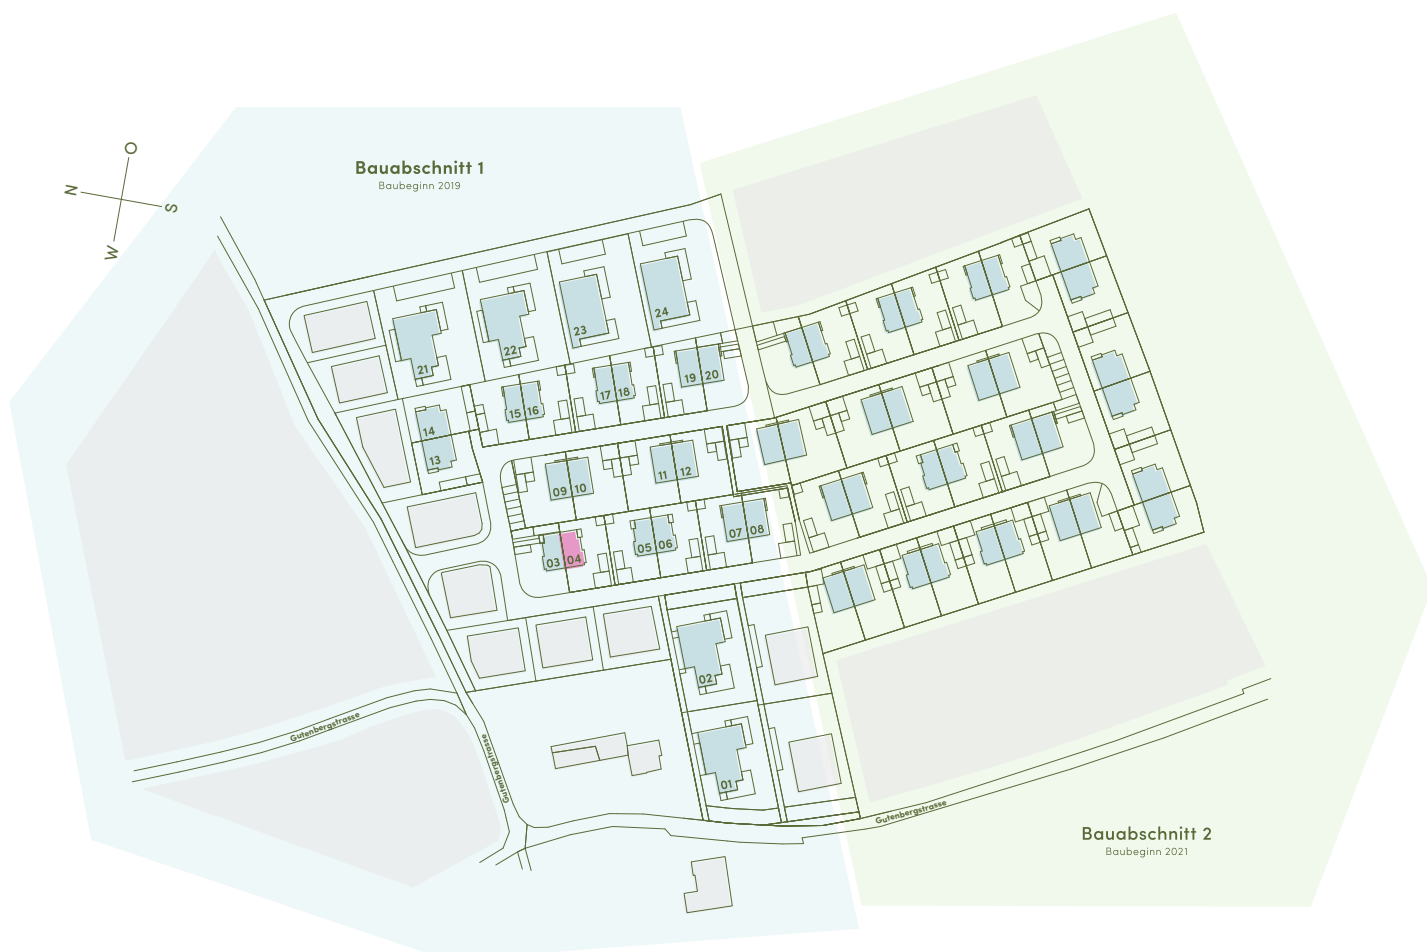 O
N
S
W
Bauabschnitt 1
Baubeginn 2019
24
23
22
21
19 20
17 18
15 16
14
13
11 12
09 10
07 08
05 06
03 04
02
01
Gutenbergstrasse
Gutenbergstrasse
Gutenbergstrasse
Bauabschnitt 2
Baubeginn 2021